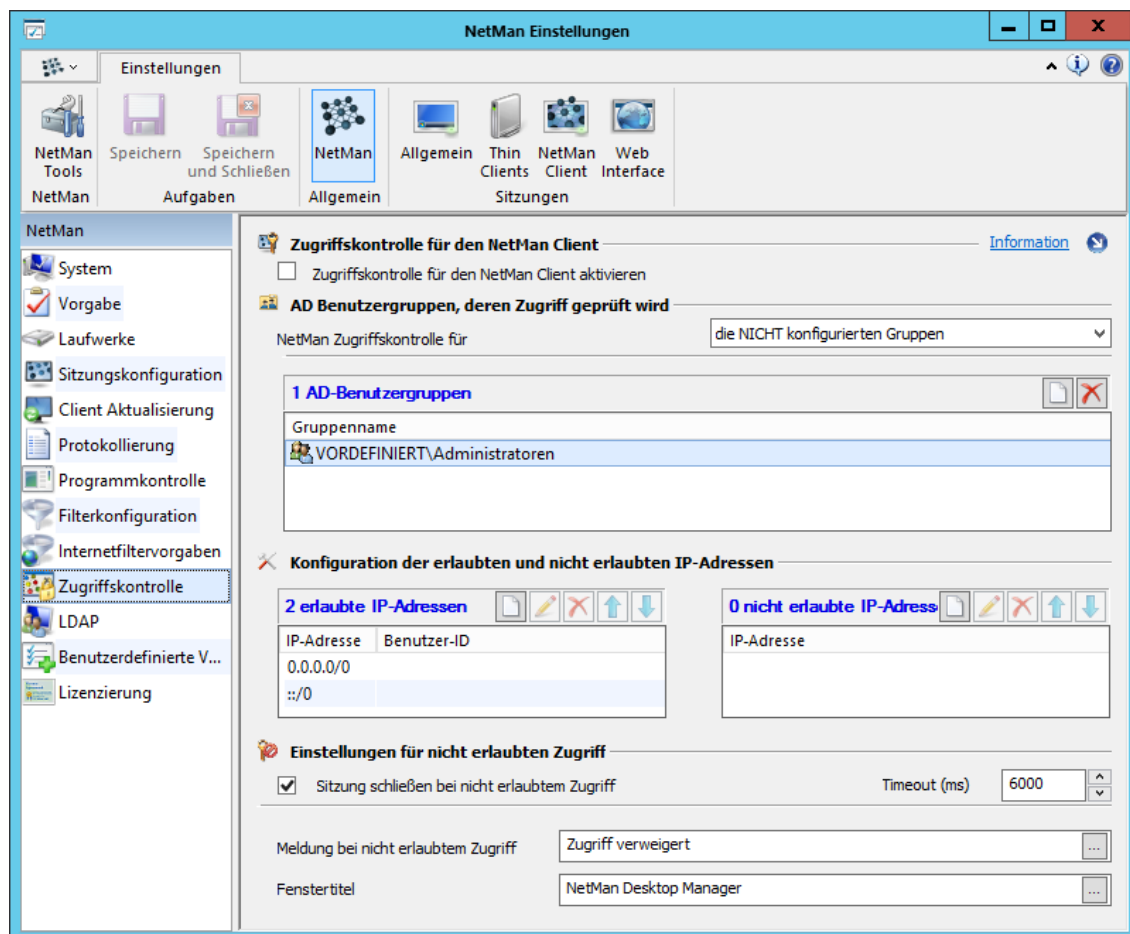 NetMan Einstellungen
Einstellungen
NetMan Tools
Speichern
Speichern und Schließen
NetMan
Allgemein
Thin Clients
NetMan Client
Web Interface
NetMan
Aufgaben
Allgemein
Sitzungen
NetMan
System
Vorgabe
Laufwerke
Sitzungskonfiguration
Client Aktualisierung
Protokollierung
Programmkontrolle
Filterkonfiguration
Internetfiltervorgaben
Zugriffskontrolle
LDAP
Benutzerdefinierte V...
Lizenzierung
Zugriffskontrolle für den NetMan Client
Information
Zugriffskontrolle für den NetMan Client aktivieren
AD Benutzergruppen, deren Zugriff geprüft wird
NetMan Zugriffskontrolle für
die NICHT konfigurierten Gruppen
1 AD-Benutzergruppen
Gruppenname
VORDEFINIERT\Administratoren
Konfiguration der erlaubten und nicht erlaubten IP-Adressen
2 erlaubte IP-Adressen
IP-Adresse Benutzer-ID
0.0.0.0/0
::/0
0 nicht erlaubte IP-Adress
IP-Adresse
Einstellungen für nicht erlaubten Zugriff
Sitzung schließen bei nicht erlaubtem Zugriff
Timeout (ms) 6000
Meldung bei nicht erlaubtem Zugriff
Zugriff verweigert
...
Fenstertitel
NetMan Desktop Manager
...